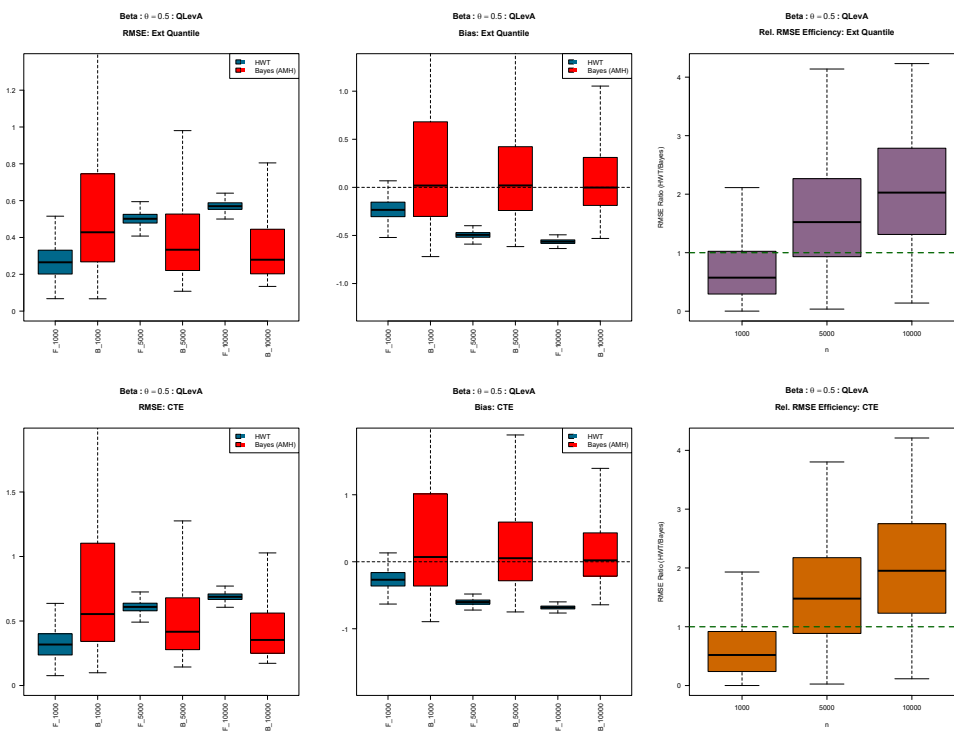 Beta : θ = 0.5 : QLevA
RMSE: Ext Quantile
HWT
Bayes (AMH)
0
0.2
0.4
0.6
0.8
1
1.2
F_1000
B_1000
F_5000
B_5000
F_10000
B_10000
Beta : θ = 0.5 : QLevA
Bias: Ext Quantile
HWT
Bayes (AMH)
-1.0
-0.5
0.0
0.5
1.0
F_1000
B_1000
F_5000
B_5000
F_10000
B_10000
Beta : θ = 0.5 : QLevA
Rel. RMSE Efficiency: Ext Quantile
RMSE Ratio (HWT/Bayes)
0
1
2
3
4
1000
5000
10000
n
Beta : θ = 0.5 : QLevA
RMSE: CTE
HWT
Bayes (AMH)
0
0.5
1
1.5
F_1000
B_1000
F_5000
B_5000
F_10000
B_10000
Beta : θ = 0.5 : QLevA
Bias: CTE
HWT
Bayes (AMH)
-1
0
1
F_1000
B_1000
F_5000
B_5000
F_10000
B_10000
Beta : θ = 0.5 : QLevA
Rel. RMSE Efficiency: CTE
RMSE Ratio (HWT/Bayes)
0
1
2
3
4
1000
5000
10000
n